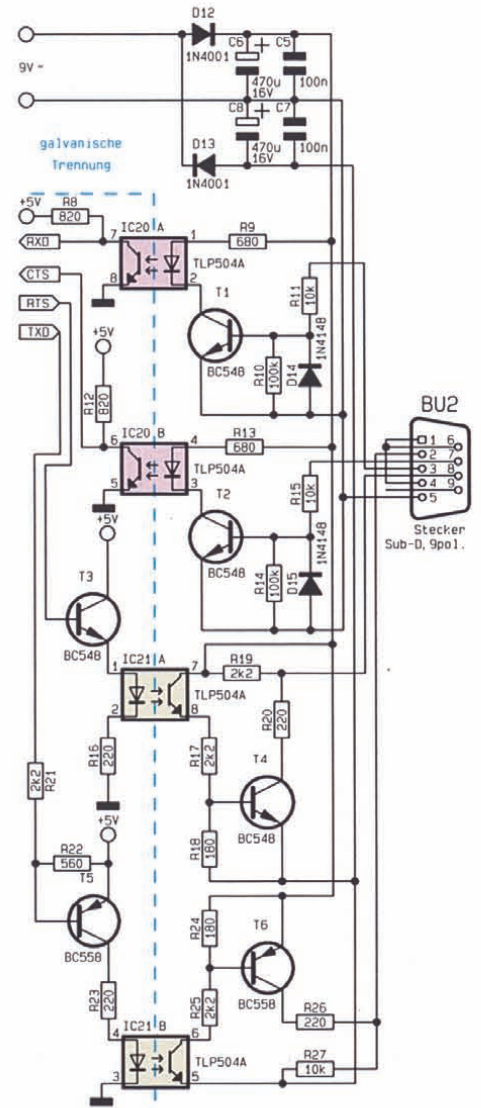 D12
1N4001
C6
+
C5
470u
16V
100n
9V~
C8
+
C7
470u
16V
100n
D13
1N4001
galvanische
Trennung
+5V
R8
820
RXD
CTS
RTS
TXD
IC20 A
7
1
8
2
TLP504A
R9
680
T1
BC548
R11
10k
R10
100k
D14
1N4148
+5V
R12
820
IC20 B
6
4
5
3
TLP504A
R13
680
T2
BC548
R15
10k
R14
100k
D15
1N4148
BU2
1
6
2
7
3
8
4
9
5
Stecker
Sub-D, 9pol.
+5V
T3
BC548
IC21 A
1
7
2
8
TLP504A
R19
2k2
R20
220
R16
220
R17
2k2
T4
BC548
R18
180
R21
2k2
+5V
R22
560
T5
BC558
R23
220
R24
180
T6
BC558
R25
2k2
R26
220
R27
10k
IC21 B
4
6
3
5
TLP504A